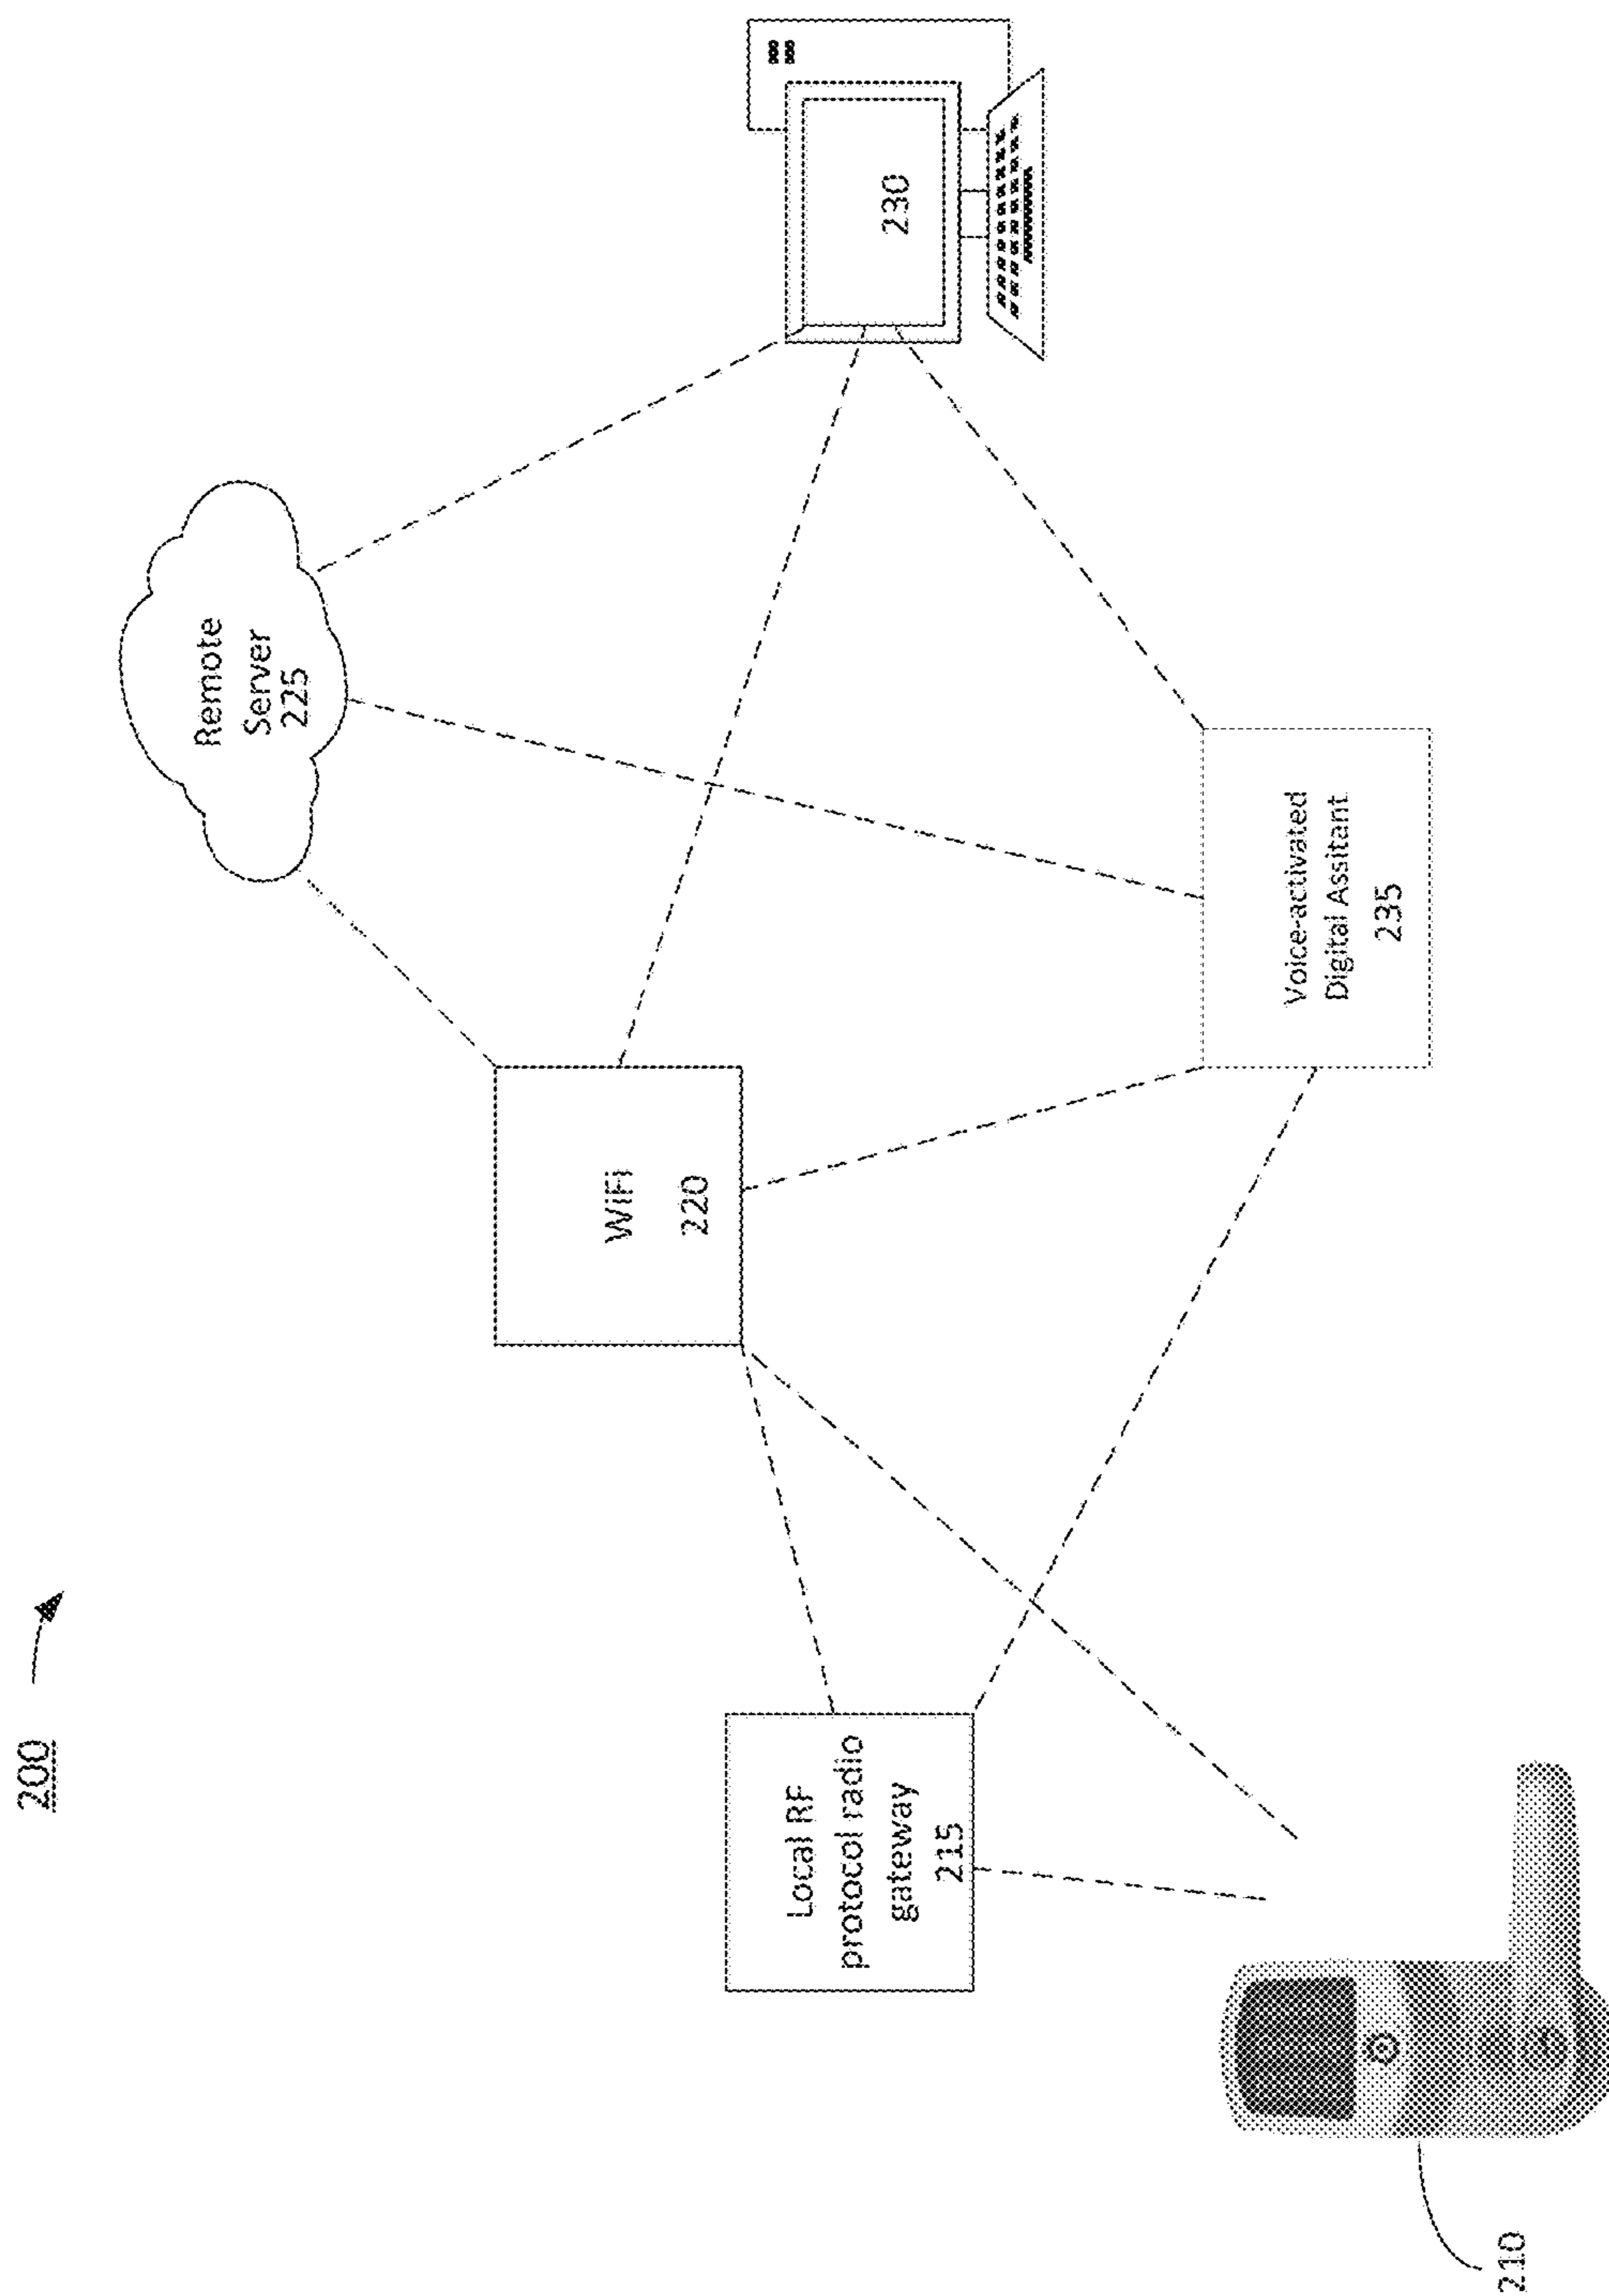 200
Remote
Server
225
230
WiFi
220
Local RF
protocol radio
gateway
215
Voice-activated
Digital Assitant
235
210